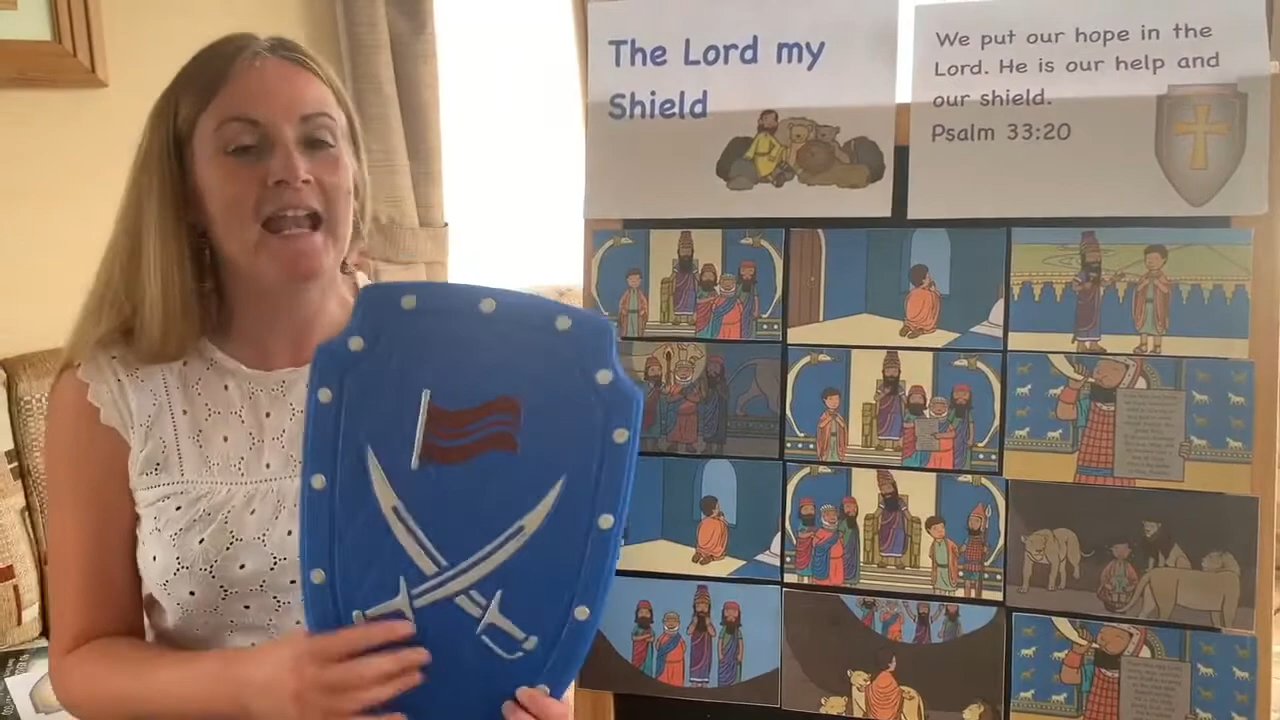 The Lord my
Shield
We put our hope in the
Lord. He is our help and
our shield.
Psalm 33:20